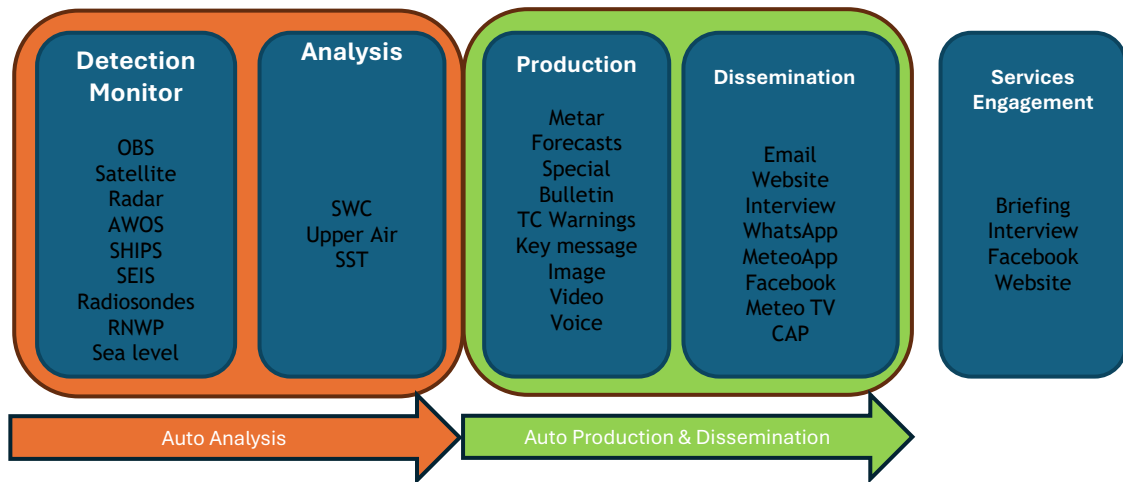 Detection
Monitor
OBS
Satellite
Radar
AWOS
SHIPS
SEIS
Radiosondes
RNWP
Sea level
Analysis
SWC
Upper Air
SST
Production
Metar
Forecasts
Special
Bulletin
TC Warnings
Key message
Image
Video
Voice
Dissemination
Email
Website
Interview
WhatsApp
MeteoApp
Facebook
Meteo TV
CAP
Services
Engagement
Briefing
Interview
Facebook
Website
Auto Analysis
Auto Production & Dissemination